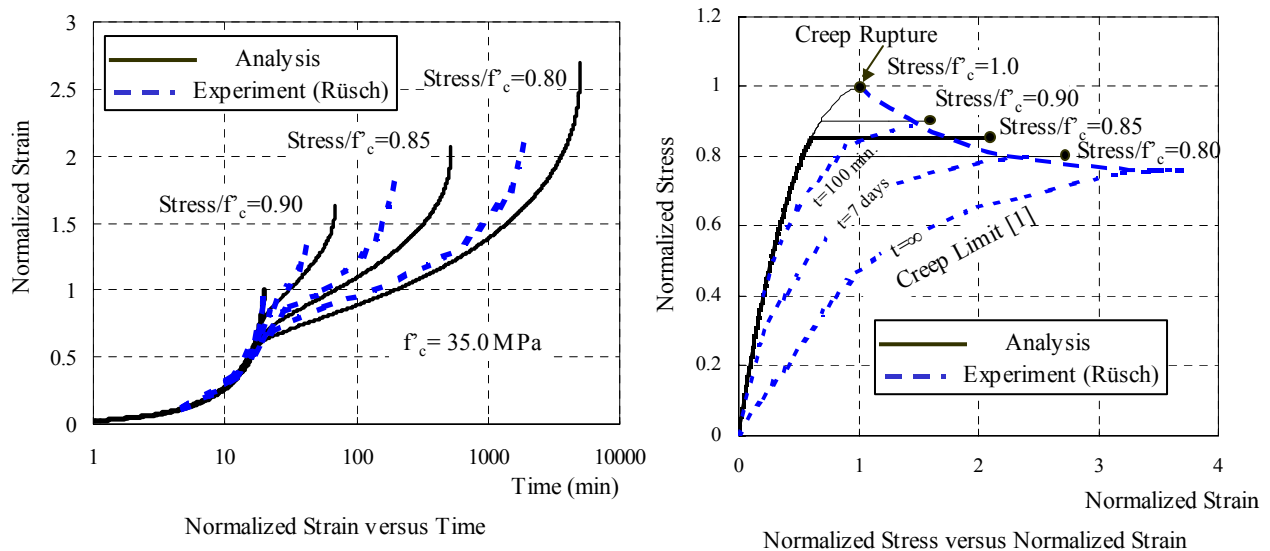 3
2.5
2
1.5
1
0.5
0
Normalized Strain
Analysis
Experiment (Rüsch)
Stress/f'c=0.80
Stress/f'c=0.85
Stress/f'c=0.90
f'c= 35.0 MPa
1 10 100 1000 10000
Time (min)
Normalized Strain versus Time
1.2
1
0.8
0.6
0.4
0.2
0
Normalized Stress
Creep Rupture
Stress/f'c=1.0
Stress/f'c=0.90
Stress/f'c=0.85
Stress/f'c=0.80
t=100 min.
t=7 days
t=∞
Creep Limit [1]
Analysis
Experiment (Rüsch)
0 1 2 3 4
Normalized Strain
Normalized Stress versus Normalized Strain